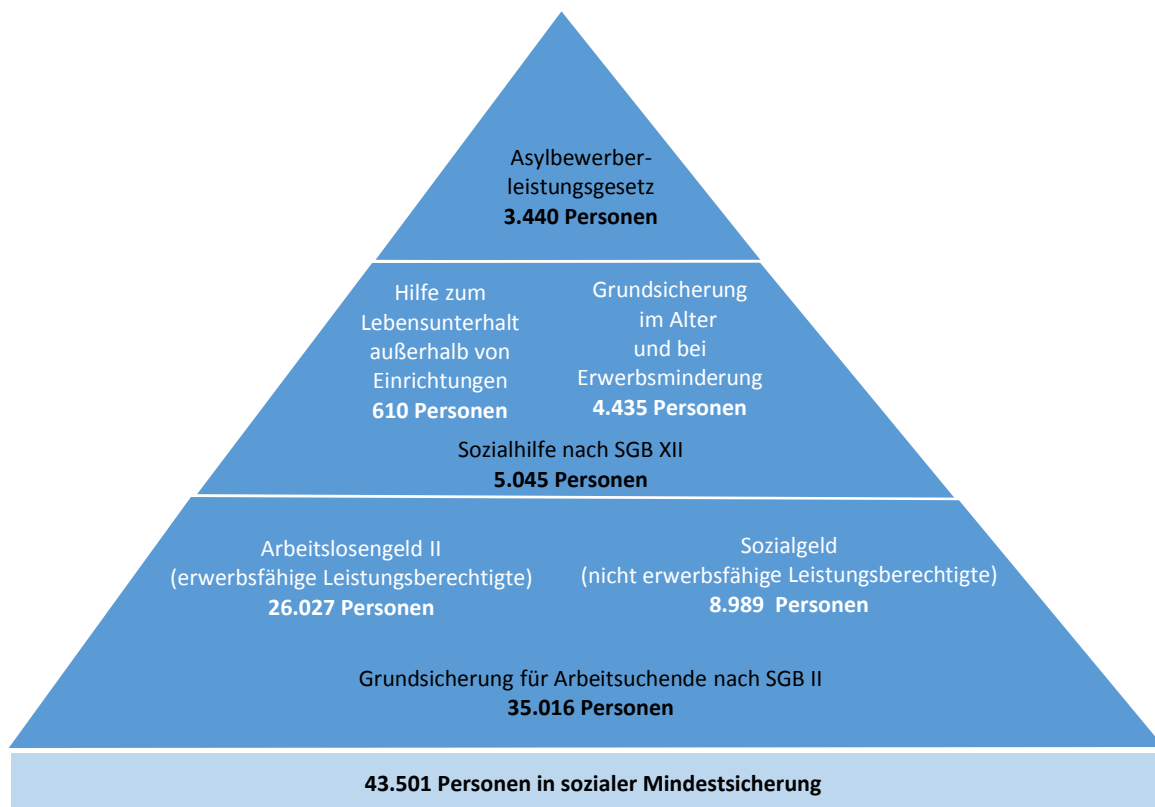 Asylbewerber-
leistungsgesetz
3.440 Personen
Hilfe zum
Lebensunterhalt
außerhalb von
Einrichtungen
610 Personen
Grundsicherung
im Alter
und bei
Erwerbsminderung
4.435 Personen
Sozialhilfe nach SGB XII
5.045 Personen
Arbeitslosengeld II
(erwerbsfähige Leistungsberechtigte)
26.027 Personen
Sozialgeld
(nicht erwerbsfähige Leistungsberechtigte)
8.989 Personen
Grundsicherung für Arbeitsuchende nach SGB II
35.016 Personen
43.501 Personen in sozialer Mindestsicherung